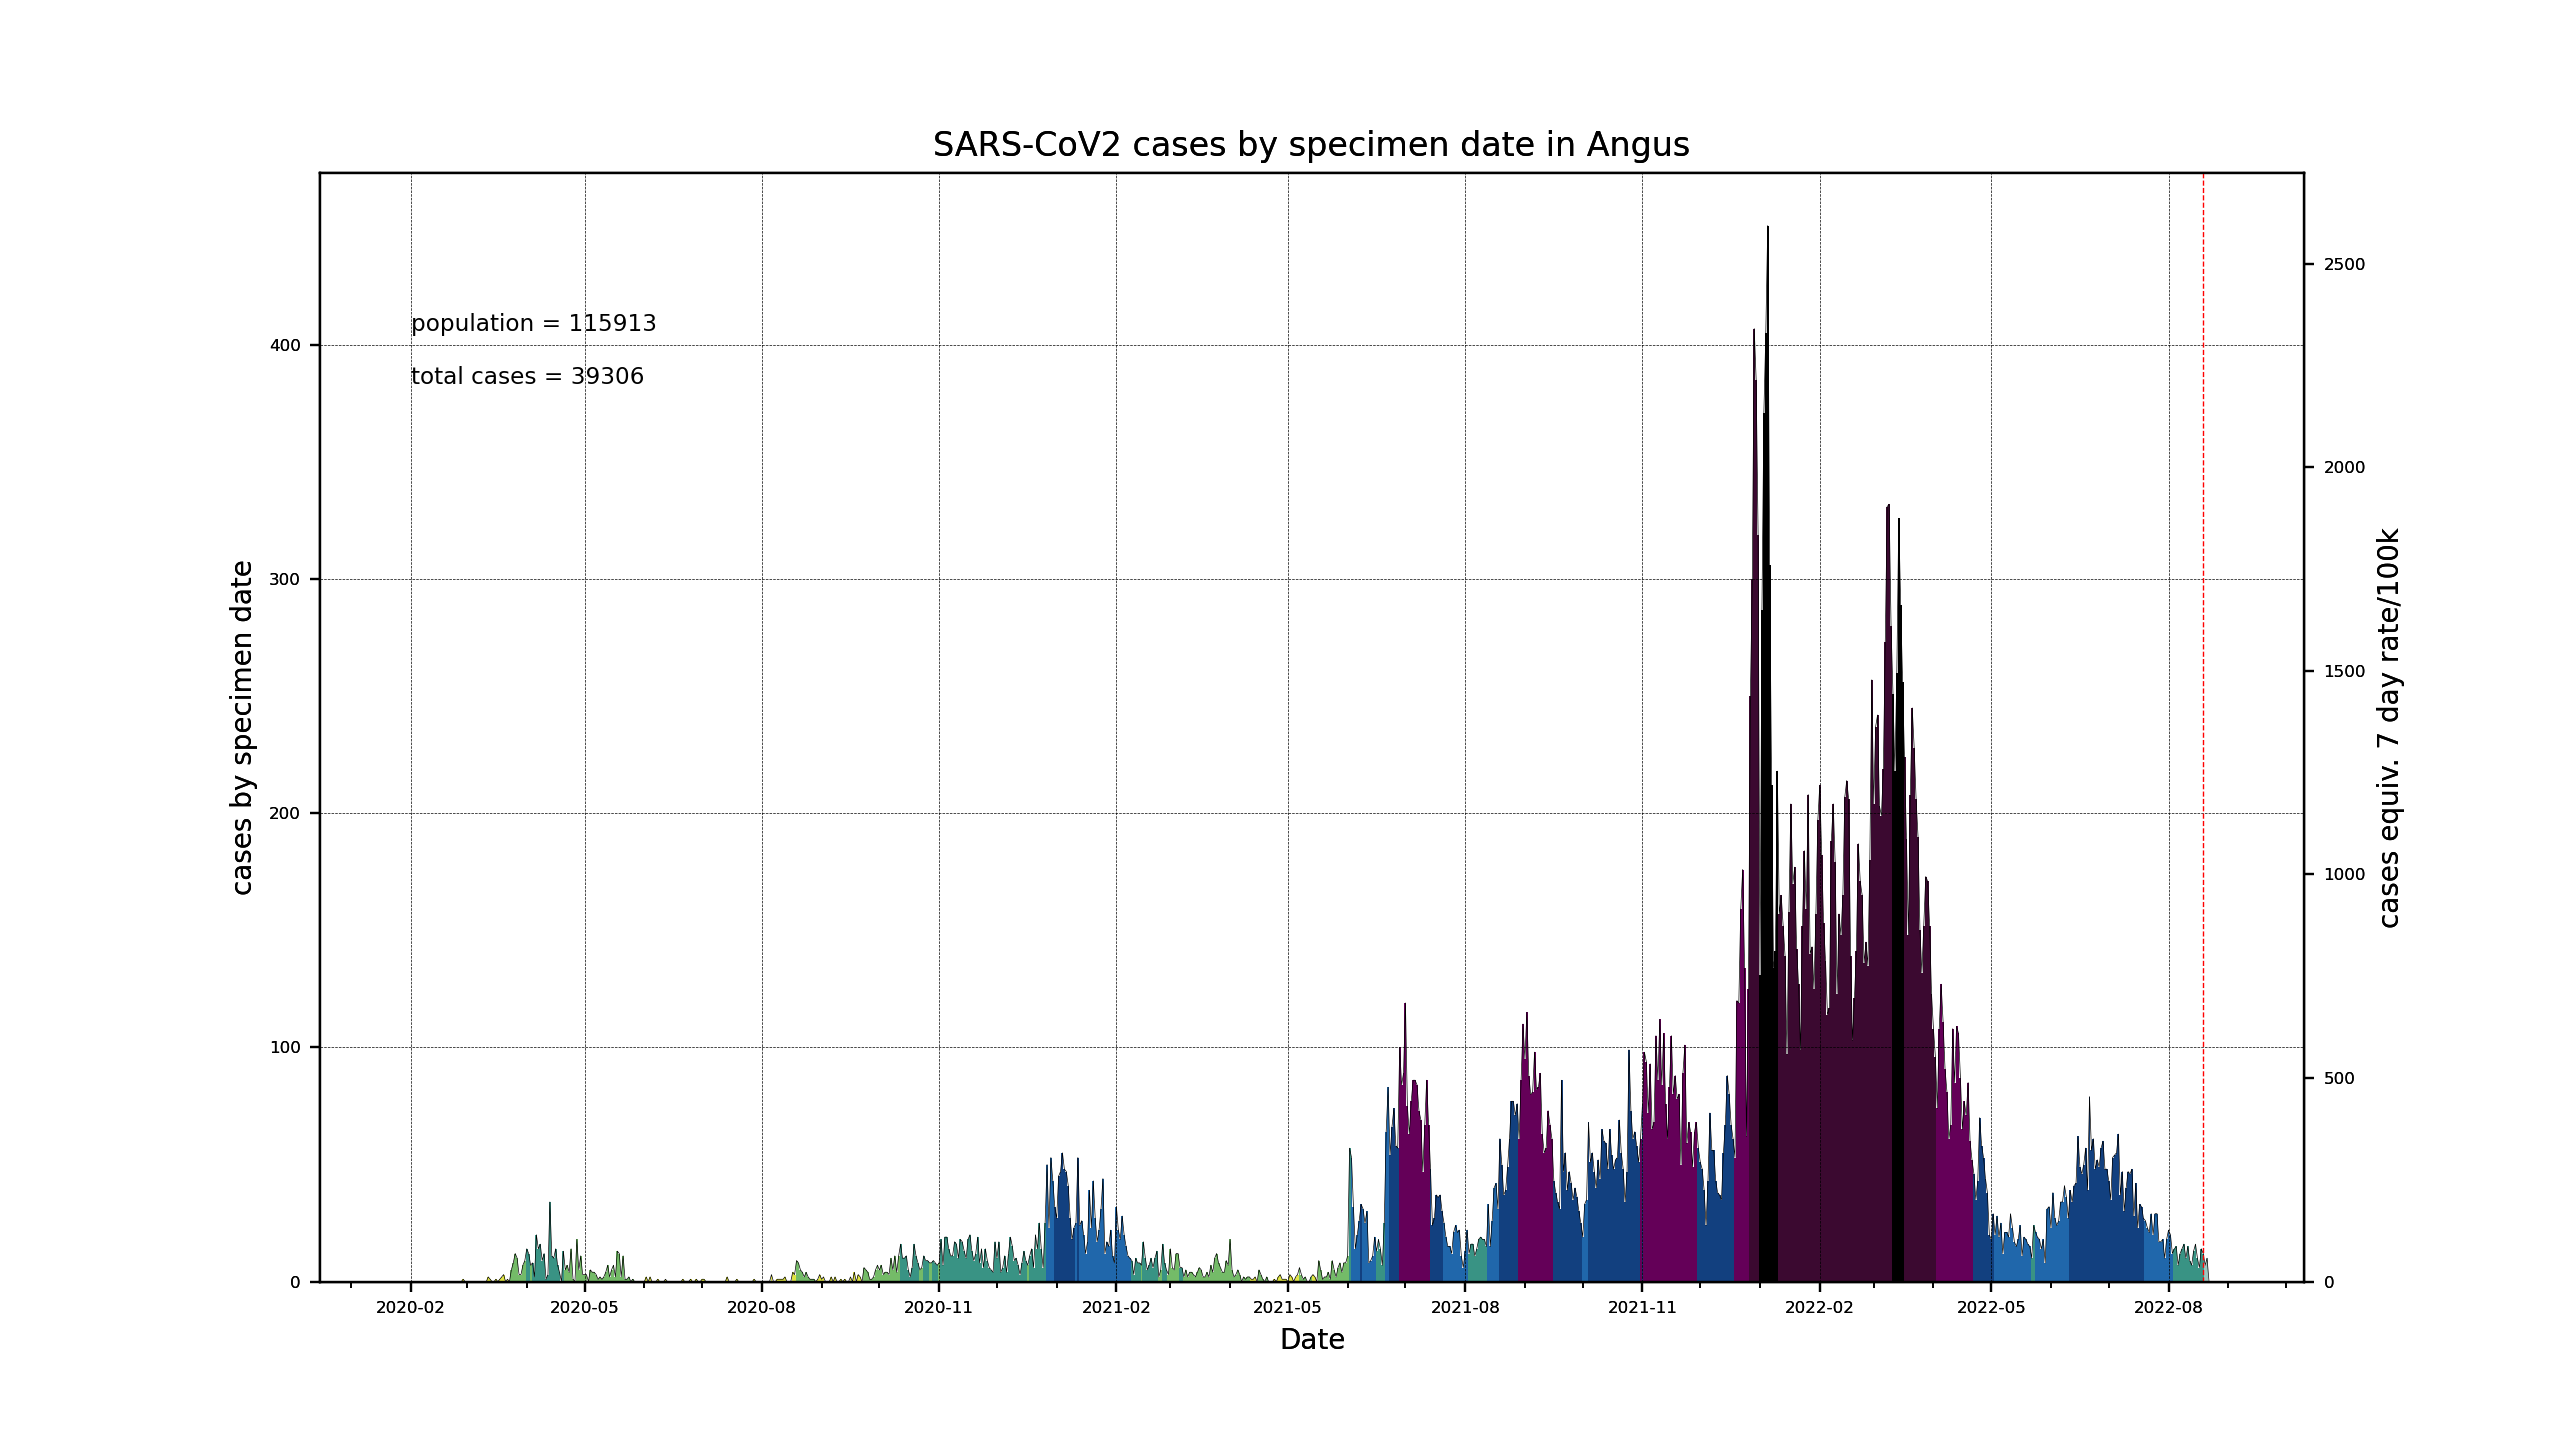 SARS-CoV2 cases by specimen date in Angus
population = 115913
total cases = 39306
cases by specimen date
400
300
200
100
0
2500
2000
1500
1000
500
0
cases equiv. 7 day rate/100k
2020-02 2020-05 2020-08 2020-11 2021-02 2021-05 2021-08 2021-11 2022-02 2022-05 2022-08
Date